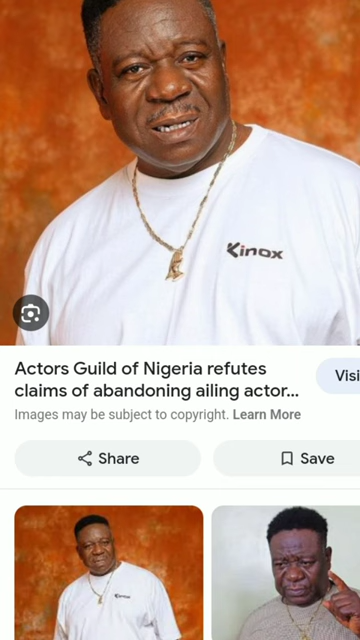 Kinox
Actors Guild of Nigeria refutes
claims of abandoning ailing actor...
Visi
Images may be subject to copyright. Learn More
Share
Save